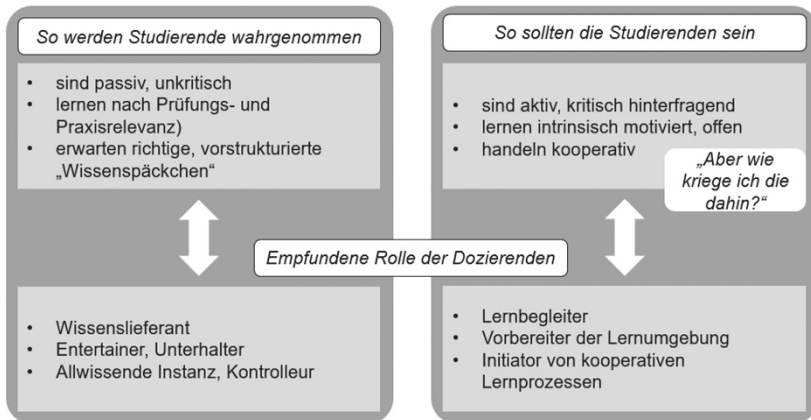 So werden Studierende wahrgenommen
• sind passiv, unkritisch
• lernen nach Prüfungs- und
Praxisrelevanz)
• erwarten richtige, vorstrukturierte
„Wissenspäckchen“
So sollten die Studierenden sein
• sind aktiv, kritisch hinterfragend
• lernen intrinsisch motiviert, offen
• handeln kooperativ
„Aber wie
kriege ich die
dahin?“
Empfundene Rolle der Dozierenden
• Wissenslieferant
• Entertainer, Unterhalter
• Allwissende Instanz, Kontrolleur
• Lernbegleiter
• Vorbereiter der Lernumgebung
• Initiator von kooperativen
Lernprozessen